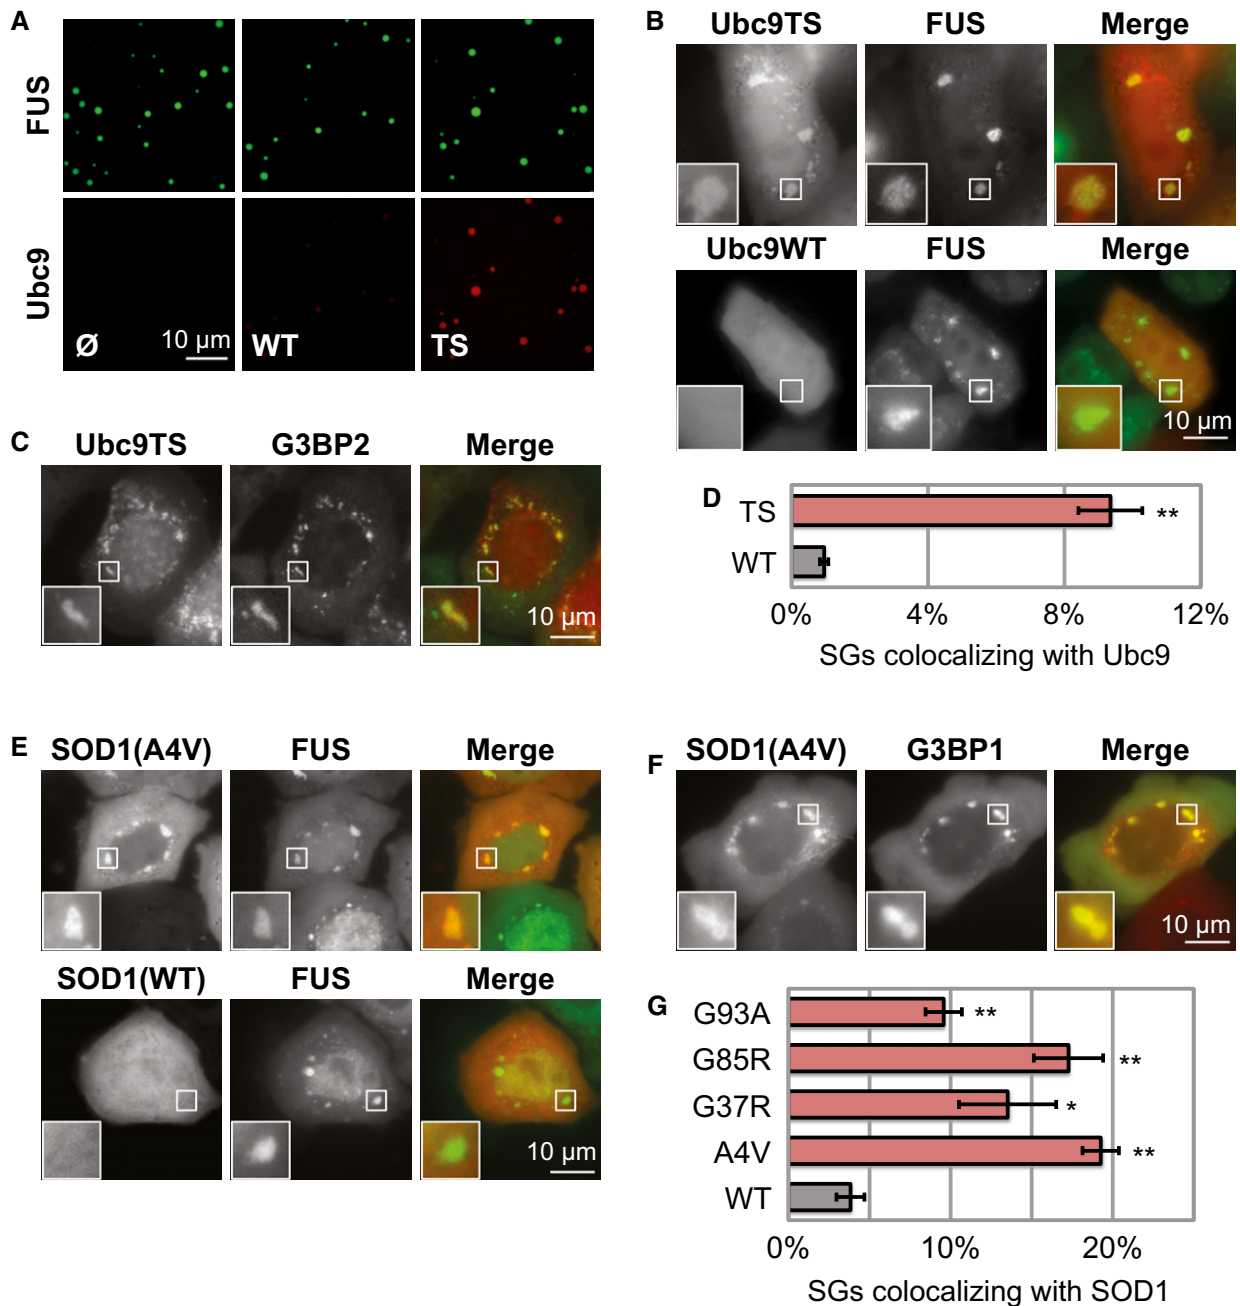 A
FUS
Ubc9
Ø
10 µm
WT
TS
B
Ubc9TS
FUS
Merge
Ubc9WT
FUS
Merge
10 µm
C
Ubc9TS
G3BP2
Merge
10 µm
D
TS
**
WT
0%
4%
8%
12%
SGs colocalizing with Ubc9
E
SOD1(A4V)
FUS
Merge
SOD1(WT)
FUS
Merge
10 µm
F
SOD1(A4V)
G3BP1
Merge
10 µm
G
G93A
**
G85R
**
G37R
*
A4V
**
WT
0%
10%
20%
SGs colocalizing with SOD1